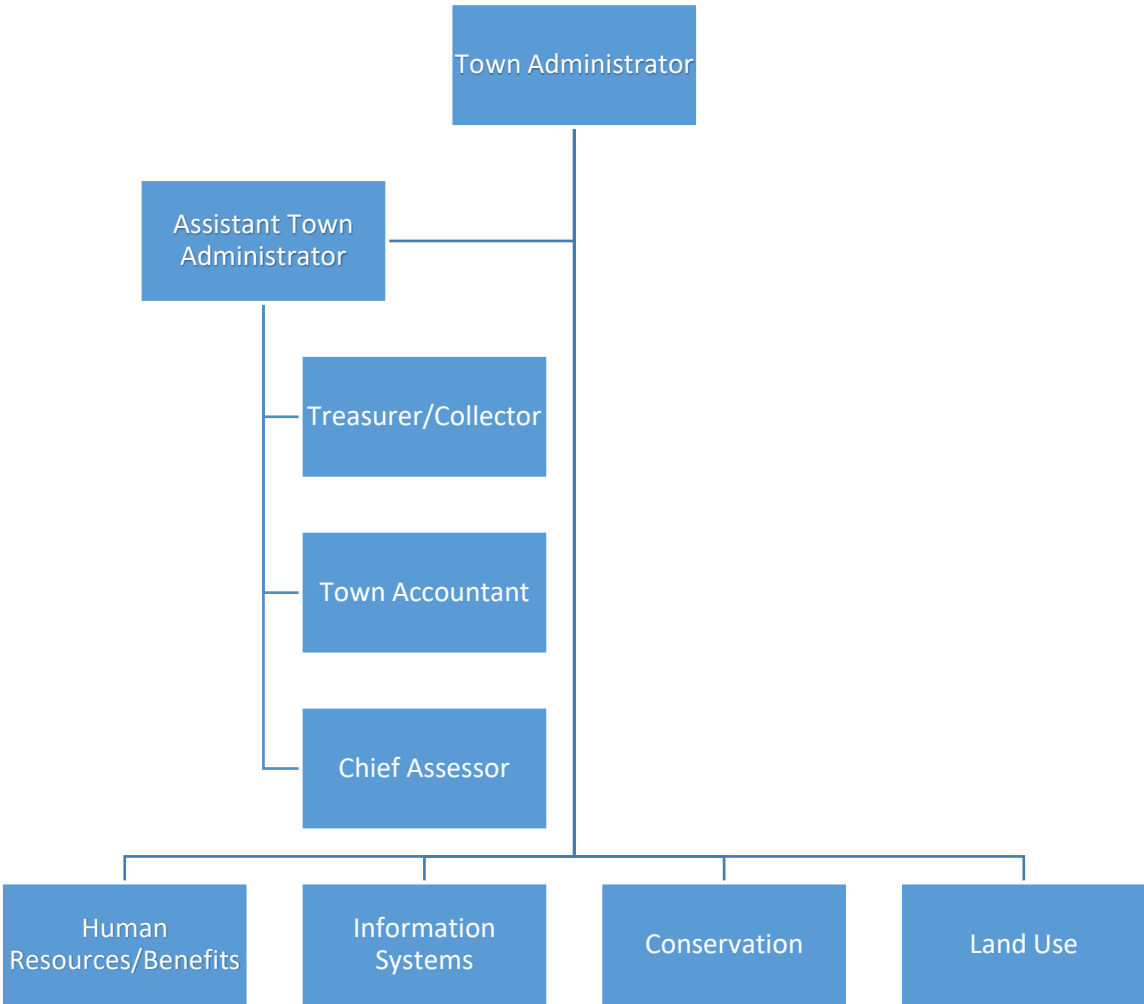 Town Administrator
Assistant Town
Administrator
Treasurer/Collector
Town Accountant
Chief Assessor
Human
Resources/Benefits
Information
Systems
Conservation
Land Use